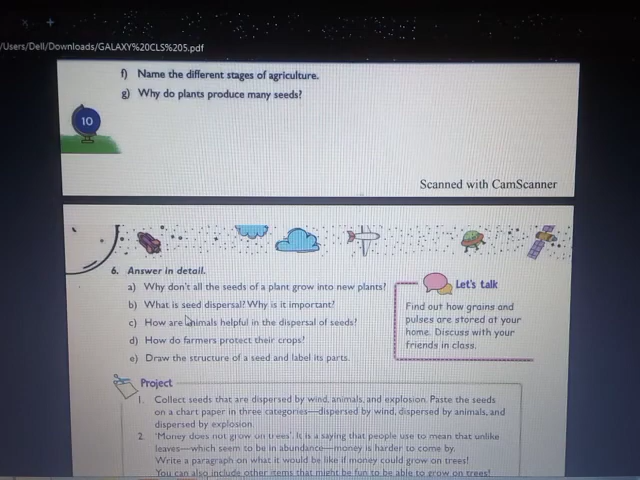 /Users/Dell/Downloads/GALAXY%20CLS%205.pdf
f) Name the different stages of agriculture.
g) Why do plants produce many seeds?
10
Scanned with CamScanner
6. Answer in detail.
a) Why don't all the seeds of a plant grow into new plants?
b) What is seed dispersal? Why is it important?
c) How are animals helpful in the dispersal of seeds?
d) How do farmers protect their crops?
e) Draw the structure of a seed and label its parts.
Let's talk
Find out how grains and
pulses are stored at your
home. Discuss with your
friends in class.
Project
1. Collect seeds that are dispersed by wind, animals, and explosion. Paste the seeds
on a chart paper in three categories—dispersed by wind, dispersed by animals, and
dispersed by explosion.
2. 'Money does not grow on trees'. It is a saying that people use to mean that unlike
leaves—which seem to be in abundance—money is harder to come by.
Write a paragraph on what it would be like if money could grow on trees!
You can also include other items that might be fun to be able to grow on trees!